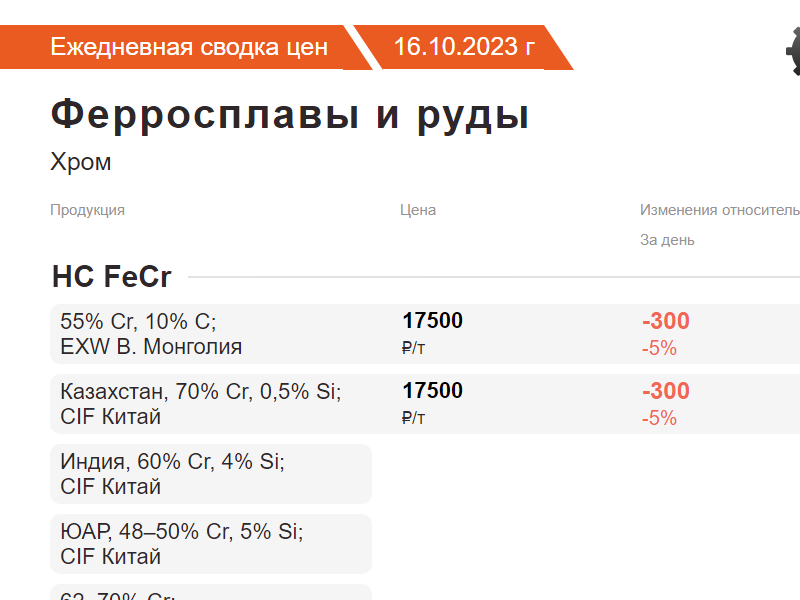 Ежедневная сводка цен 16.10.2023 г
Ферросплавы и руды
Хром
Продукция Цена Изменения относитель
За день
HC FeCr
55% Cr, 10% C; 17500 -300
EXW В. Монголия ₽/т -5%
Казахстан, 70% Cr, 0,5% Si; 17500 -300
CIF Китай ₽/т -5%
Индия, 60% Cr, 4% Si;
CIF Китай
ЮАР, 48–50% Cr, 5% Si;
CIF Китай
62–70% Cr;